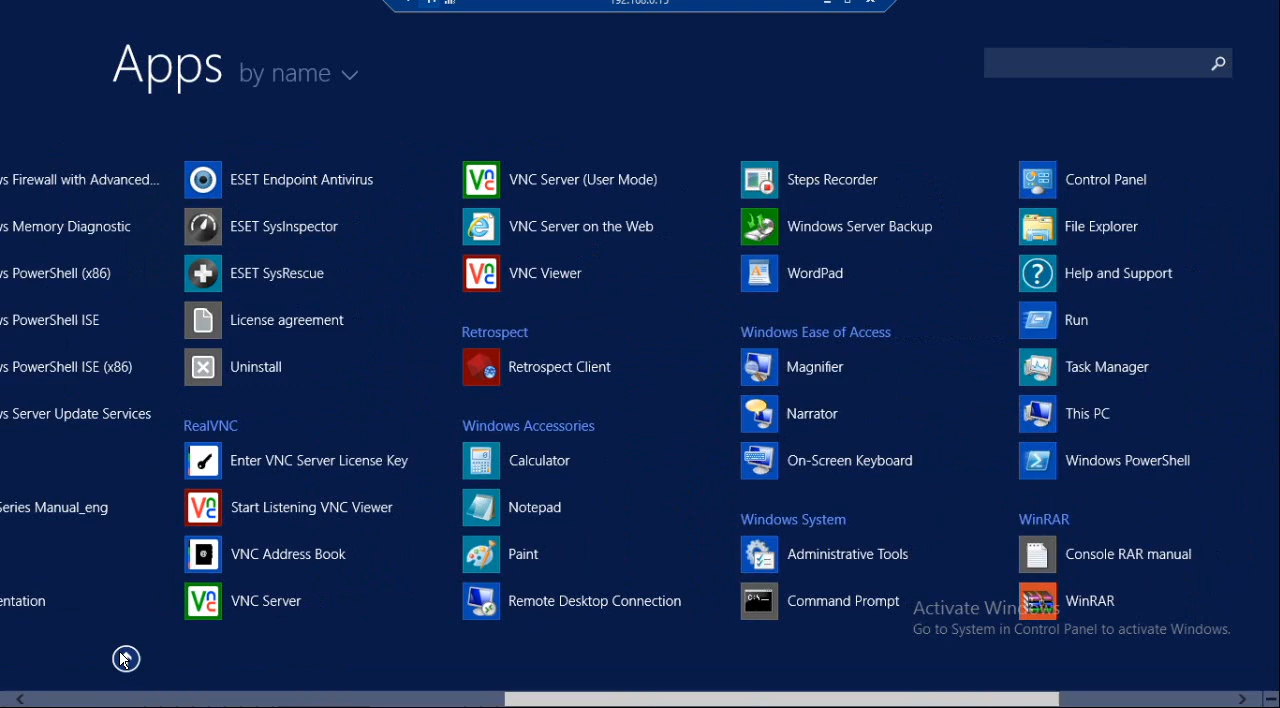 Apps by name
ws Firewall with Advanced...
ws Memory Diagnostic
ws PowerShell (x86)
ws PowerShell ISE
ws PowerShell ISE (x86)
ws Server Update Services
Series Manual_eng
entation
ESET Endpoint Antivirus
ESET SysInspector
ESET SysRescue
License agreement
Uninstall
RealVNC
Enter VNC Server License Key
Start Listening VNC Viewer
VNC Address Book
VNC Server
VNC Server (User Mode)
VNC Server on the Web
VNC Viewer
Retrospect
Retrospect Client
Windows Accessories
Calculator
Notepad
Paint
Remote Desktop Connection
Steps Recorder
Windows Server Backup
WordPad
Windows Ease of Access
Magnifier
Narrator
On-Screen Keyboard
Windows System
Administrative Tools
Command Prompt
Control Panel
File Explorer
Help and Support
Run
Task Manager
This PC
Windows PowerShell
WinRAR
Console RAR manual
WinRAR
Activate Windows
Go to System in Control Panel to activate Windows.